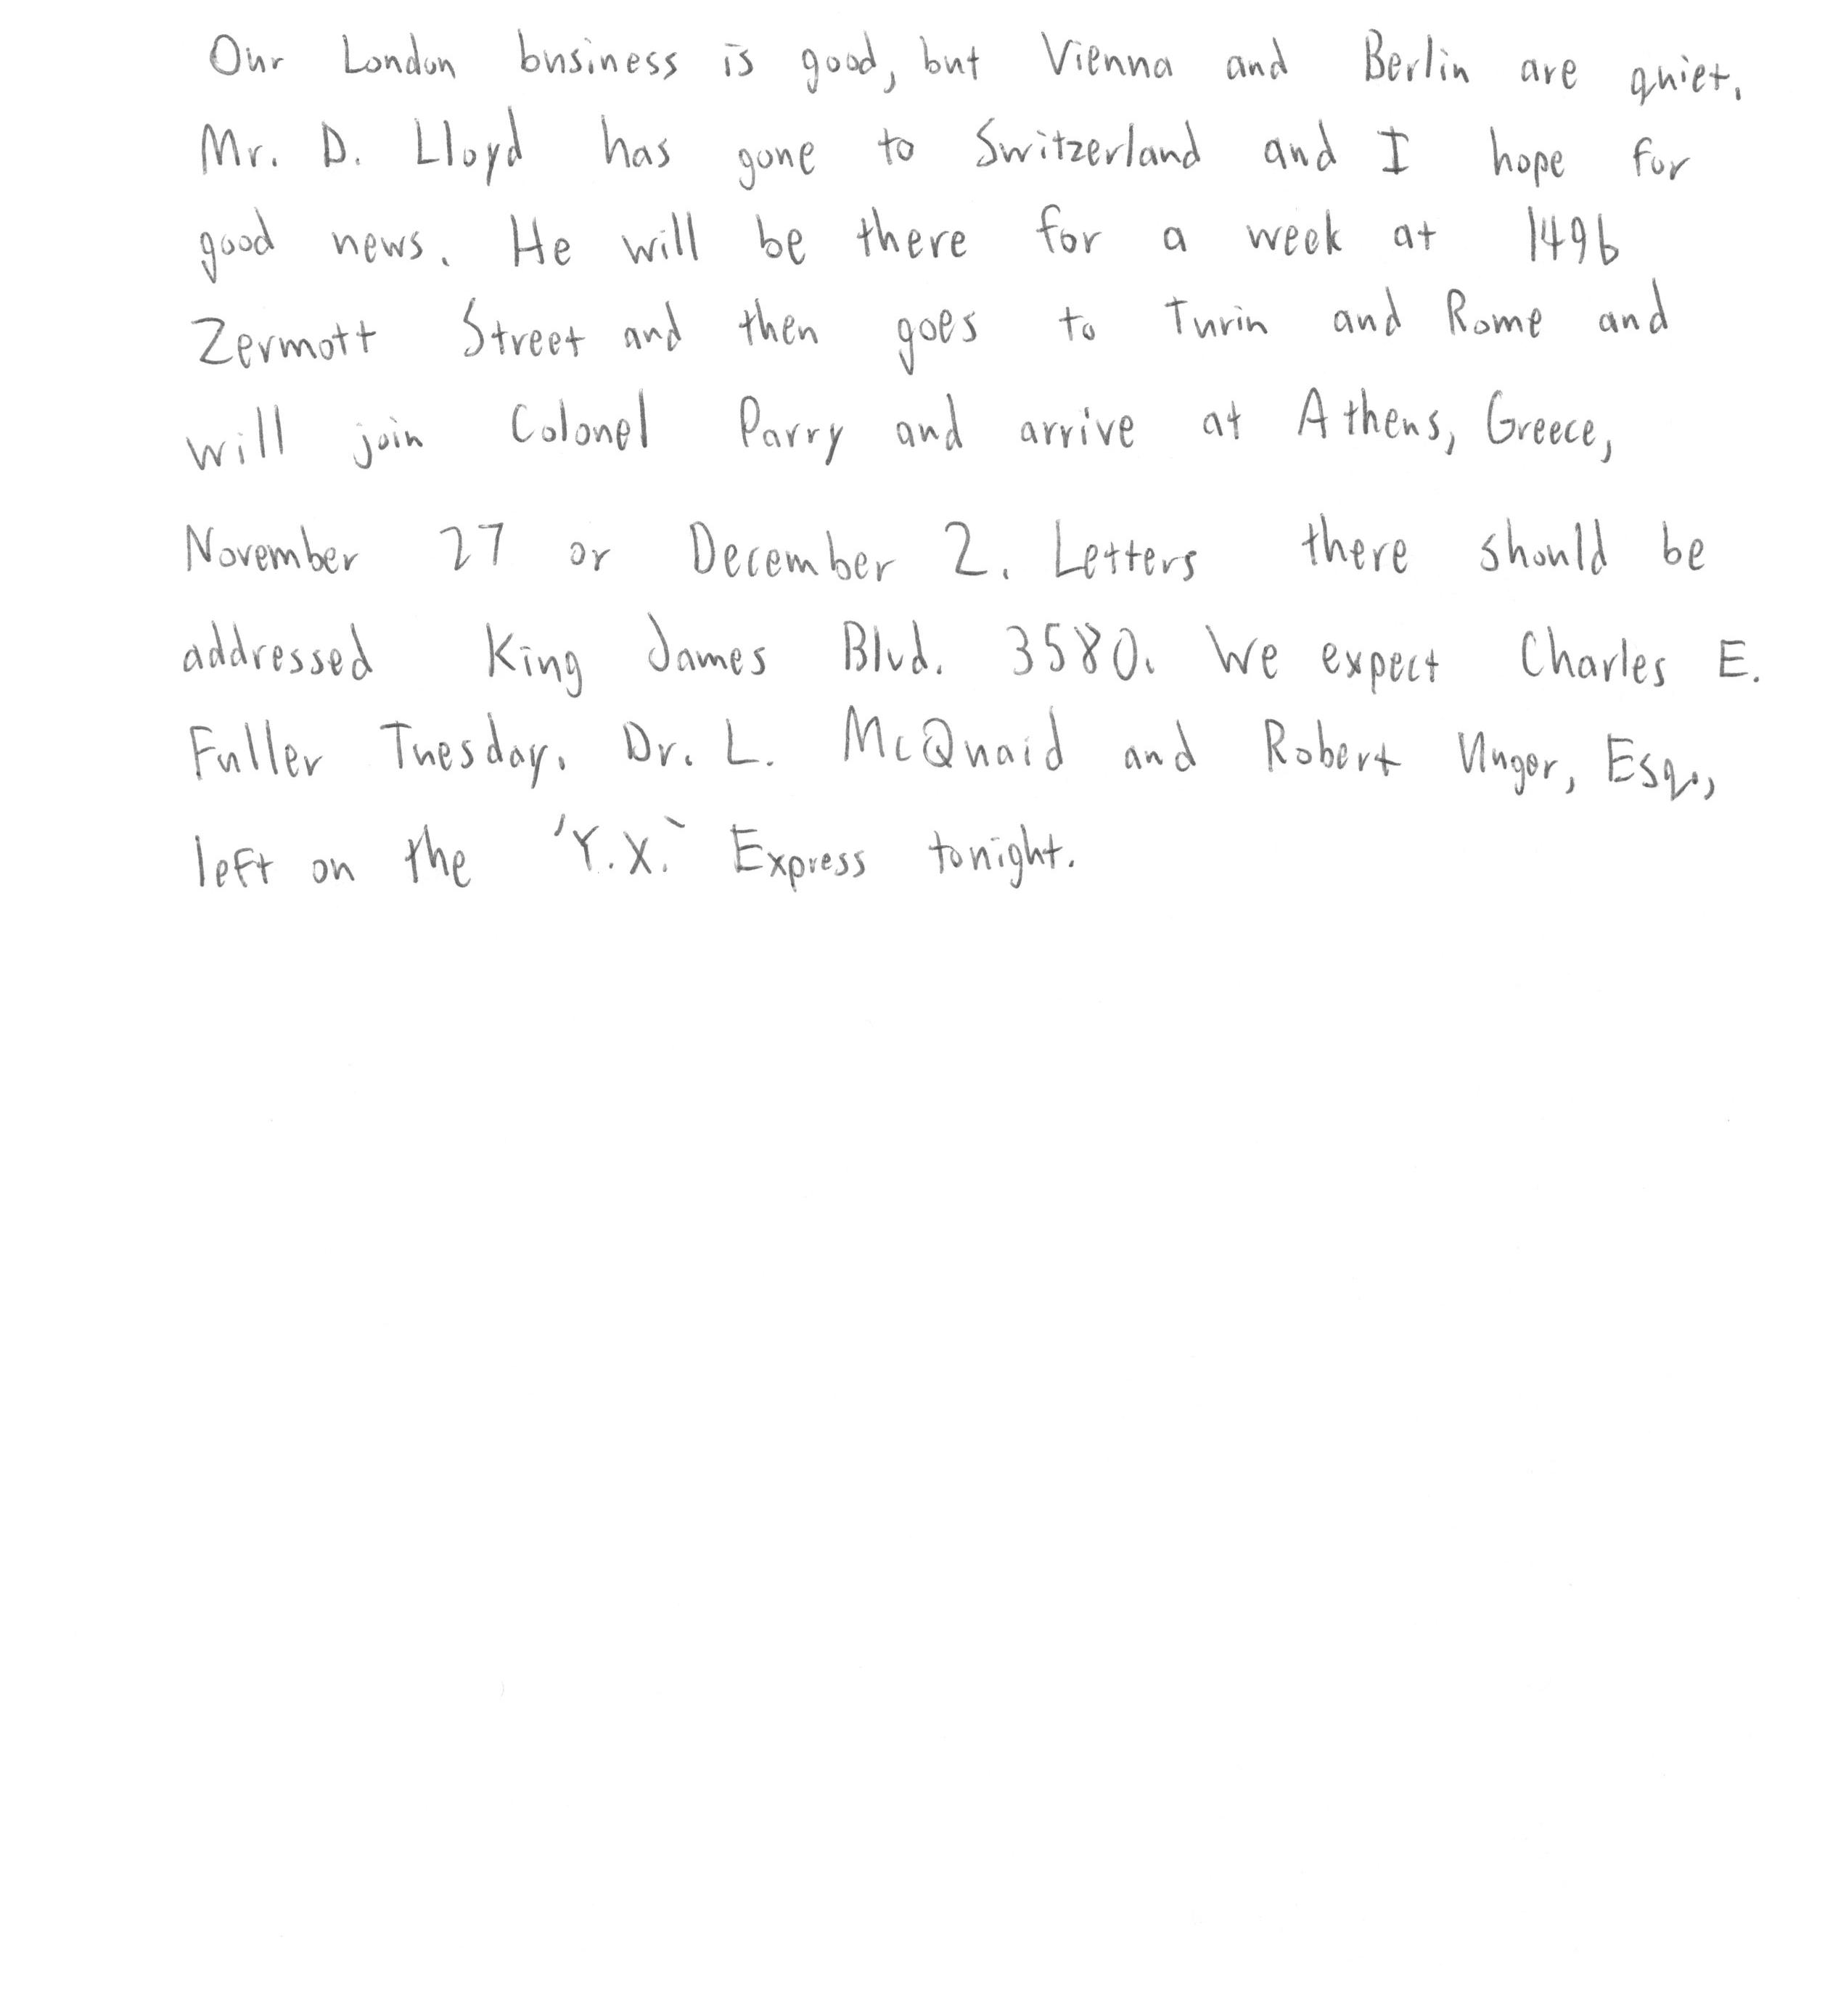 Our London business is good, but Vienna and Berlin are quiet.
Mr. D. Lloyd has gone to Switzerland and I hope for
good news. He will be there for a week at 1496
Zermott Street and then goes to Turin and Rome and
will join Colonel Parry and arrive at Athens, Greece,
November 27 or December 2. Letters there should be
addressed King James Blvd. 3580. We expect Charles E.
Fuller Tuesday. Dr. L. McQuaid and Robert Unger, Esq.,
left on the 'Y.X.' Express tonight.